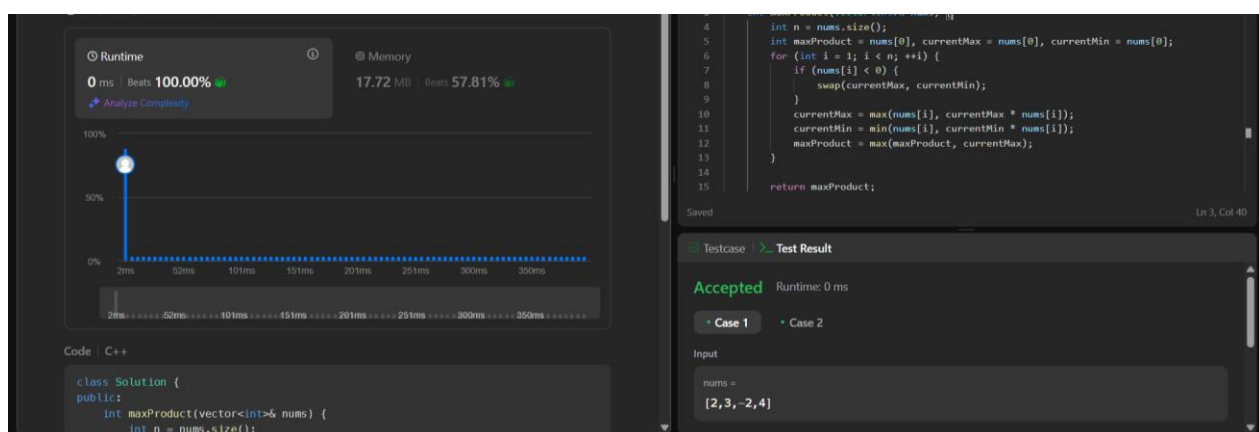 Runtime
0 ms | Beats 100.00%
Analyze Complexity
Memory
17.72 MB | Beats 57.81%
100%
50%
0%
2ms 52ms 101ms 151ms 201ms 251ms 300ms 350ms
2ms 52ms 101ms 151ms 201ms 251ms 300ms 350ms
Code | C++
class Solution {
public:
int maxProduct(vector<int>& nums) {
int n = nums.size();
3 int maxProduct(vector<int>& nums) {
4 int n = nums.size();
5 int maxProduct = nums[0], currentMax = nums[0], currentMin = nums[0];
6 for (int i = 1; i < n; ++i) {
7 if (nums[i] < 0) {
8 swap(currentMax, currentMin);
9 }
10 currentMax = max(nums[i], currentMax * nums[i]);
11 currentMin = min(nums[i], currentMin * nums[i]);
12 maxProduct = max(maxProduct, currentMax);
13 }
14
15 return maxProduct;
Saved
Ln 3, Col 40
Testcase | >_ Test Result
Accepted Runtime: 0 ms
• Case 1 • Case 2
Input
nums =
[2,3,-2,4]